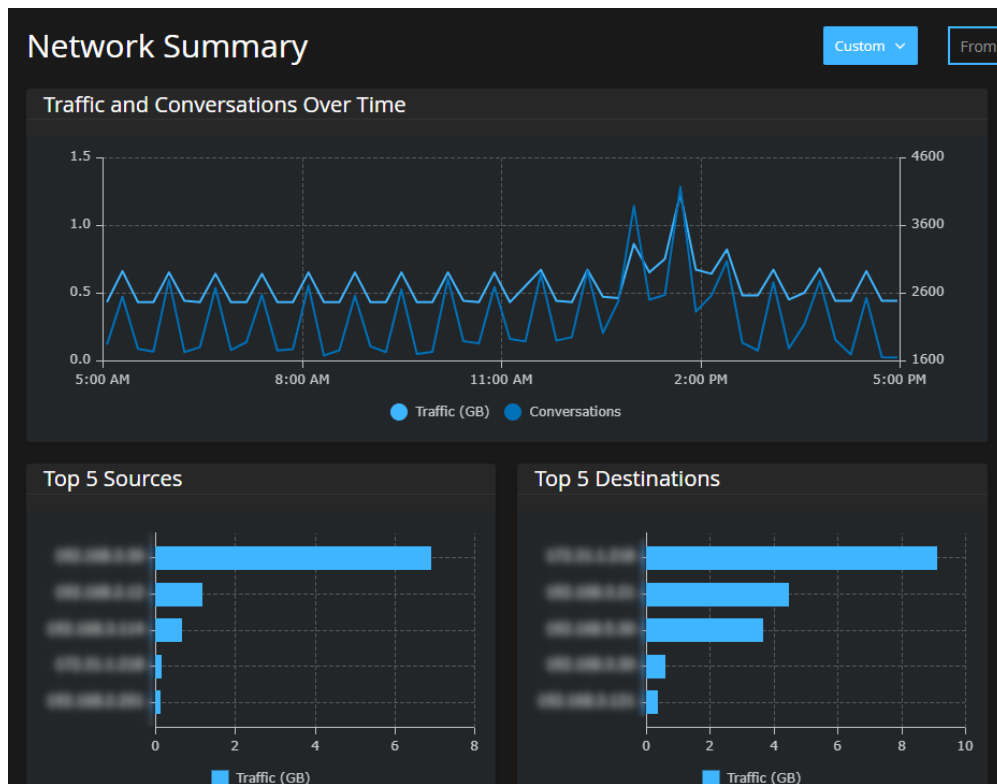 Network Summary
Custom
From
Traffic and Conversations Over Time
1.5
4600
1.0
3600
0.5
2600
0.0
1600
5:00 AM
8:00 AM
11:00 AM
2:00 PM
5:00 PM
Traffic (GB)
Conversations
Top 5 Sources
0
2
4
6
8
Traffic (GB)
Top 5 Destinations
0
2
4
6
8
10
Traffic (GB)